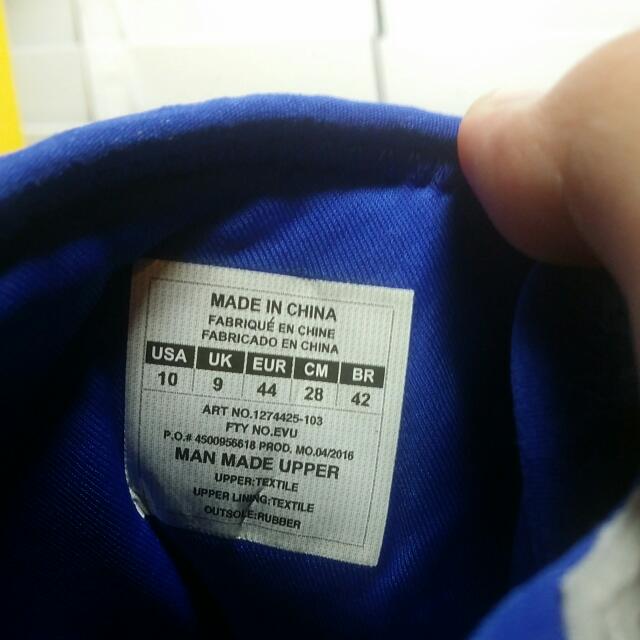 MADE IN CHINA
FABRIQUÉ EN CHINE
FABRICADO EN CHINA
USA UK EUR CM BR
10 9 44 28 42
ART NO.1274425-103
FTY NO.EVU
P.O.# 4500956618 PROD. MO.04/2016
MAN MADE UPPER
UPPER:TEXTILE
UPPER LINING:TEXTILE
OUTSOLE:RUBBER